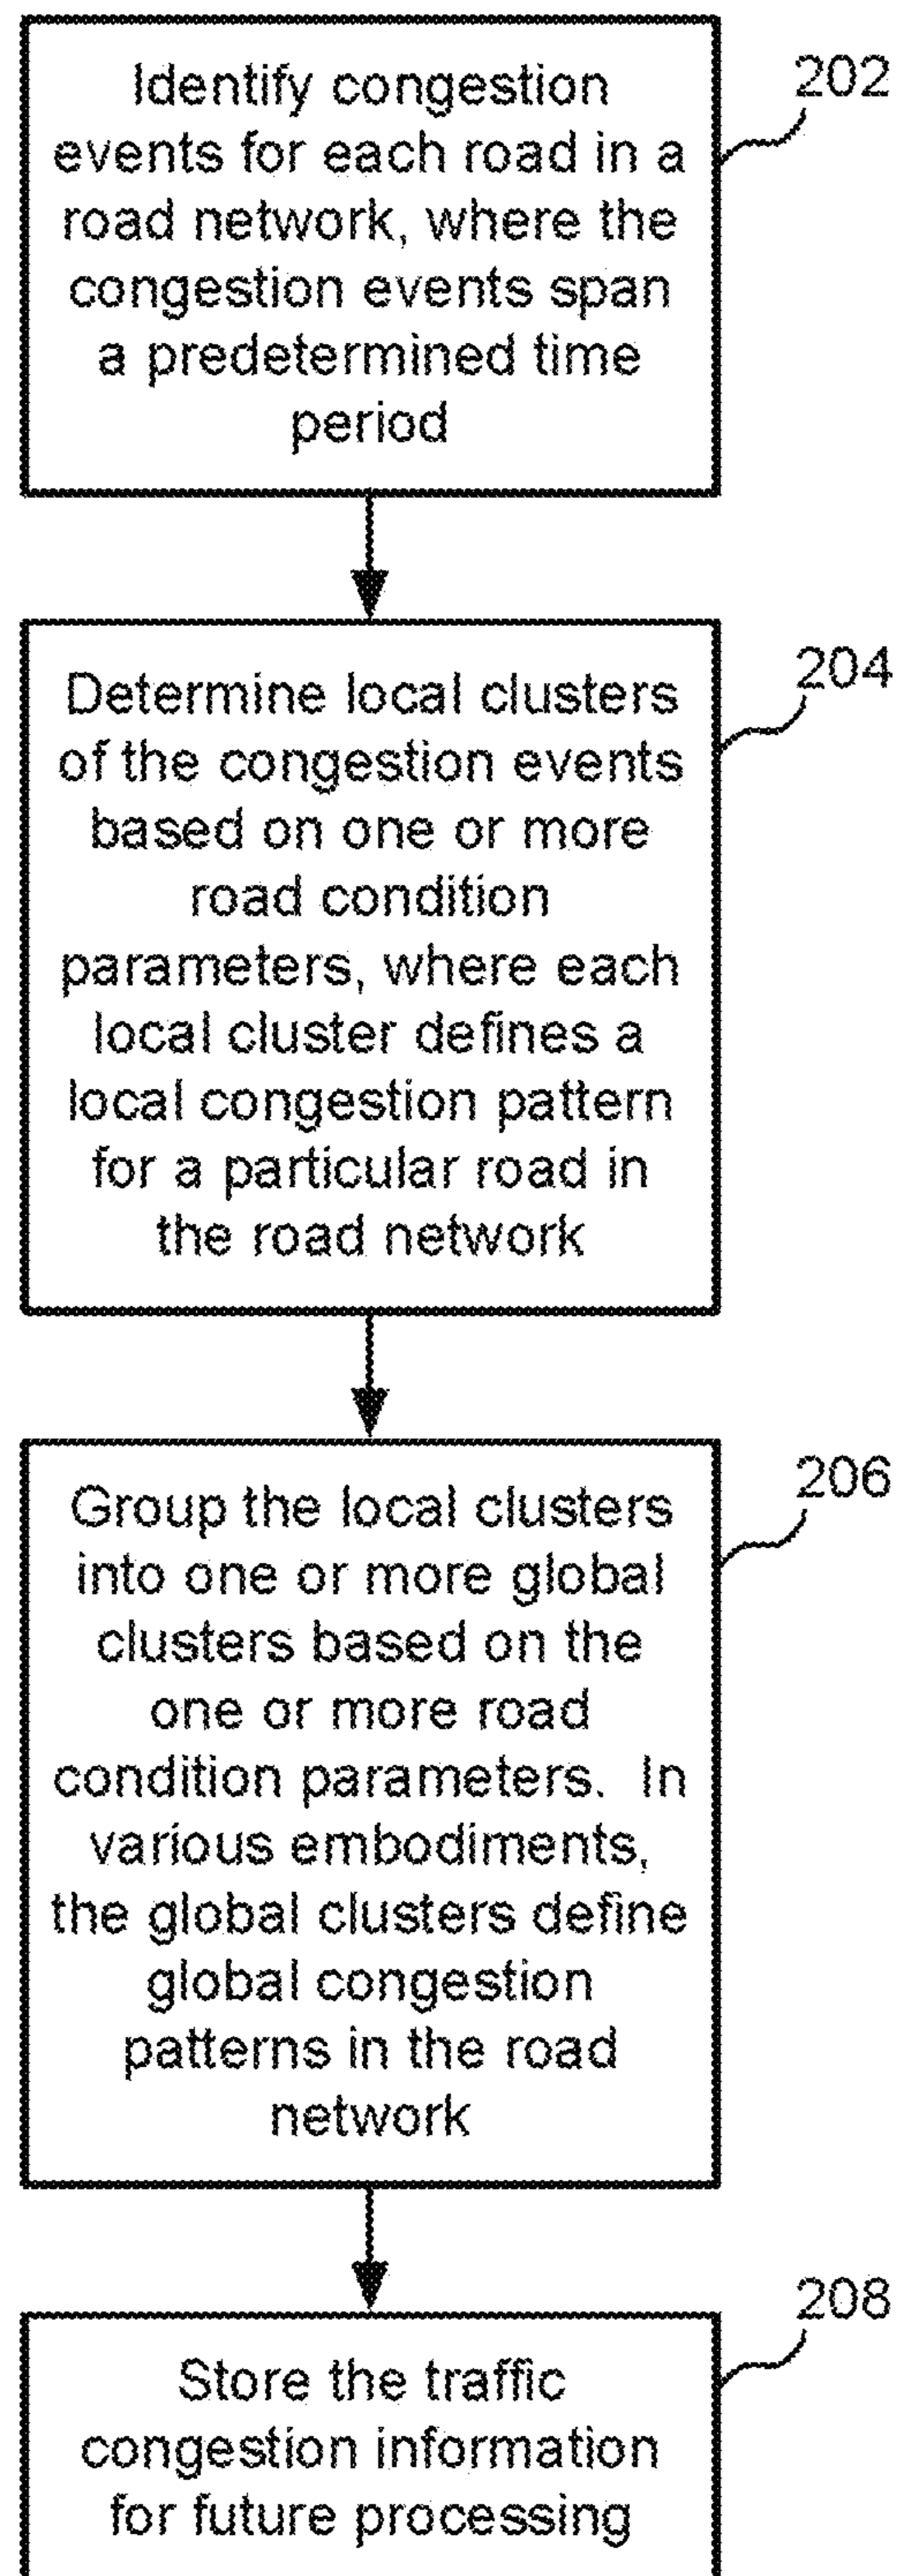 Identify congestion
202
events for each road in a
road network, where the
congestion events span
a predetermined time
period
Determine local clusters
204
of the congestion events
based on one or more
road condition
parameters, where each
local cluster defines a
local congestion pattern
for a particular road in
the road network
Group the local clusters
206
into one or more global
clusters based on the
one or more road
condition parameters. In
various embodiments,
the global clusters define
global congestion
patterns in the road
network
208
Store the traffic
congestion information
for future processing